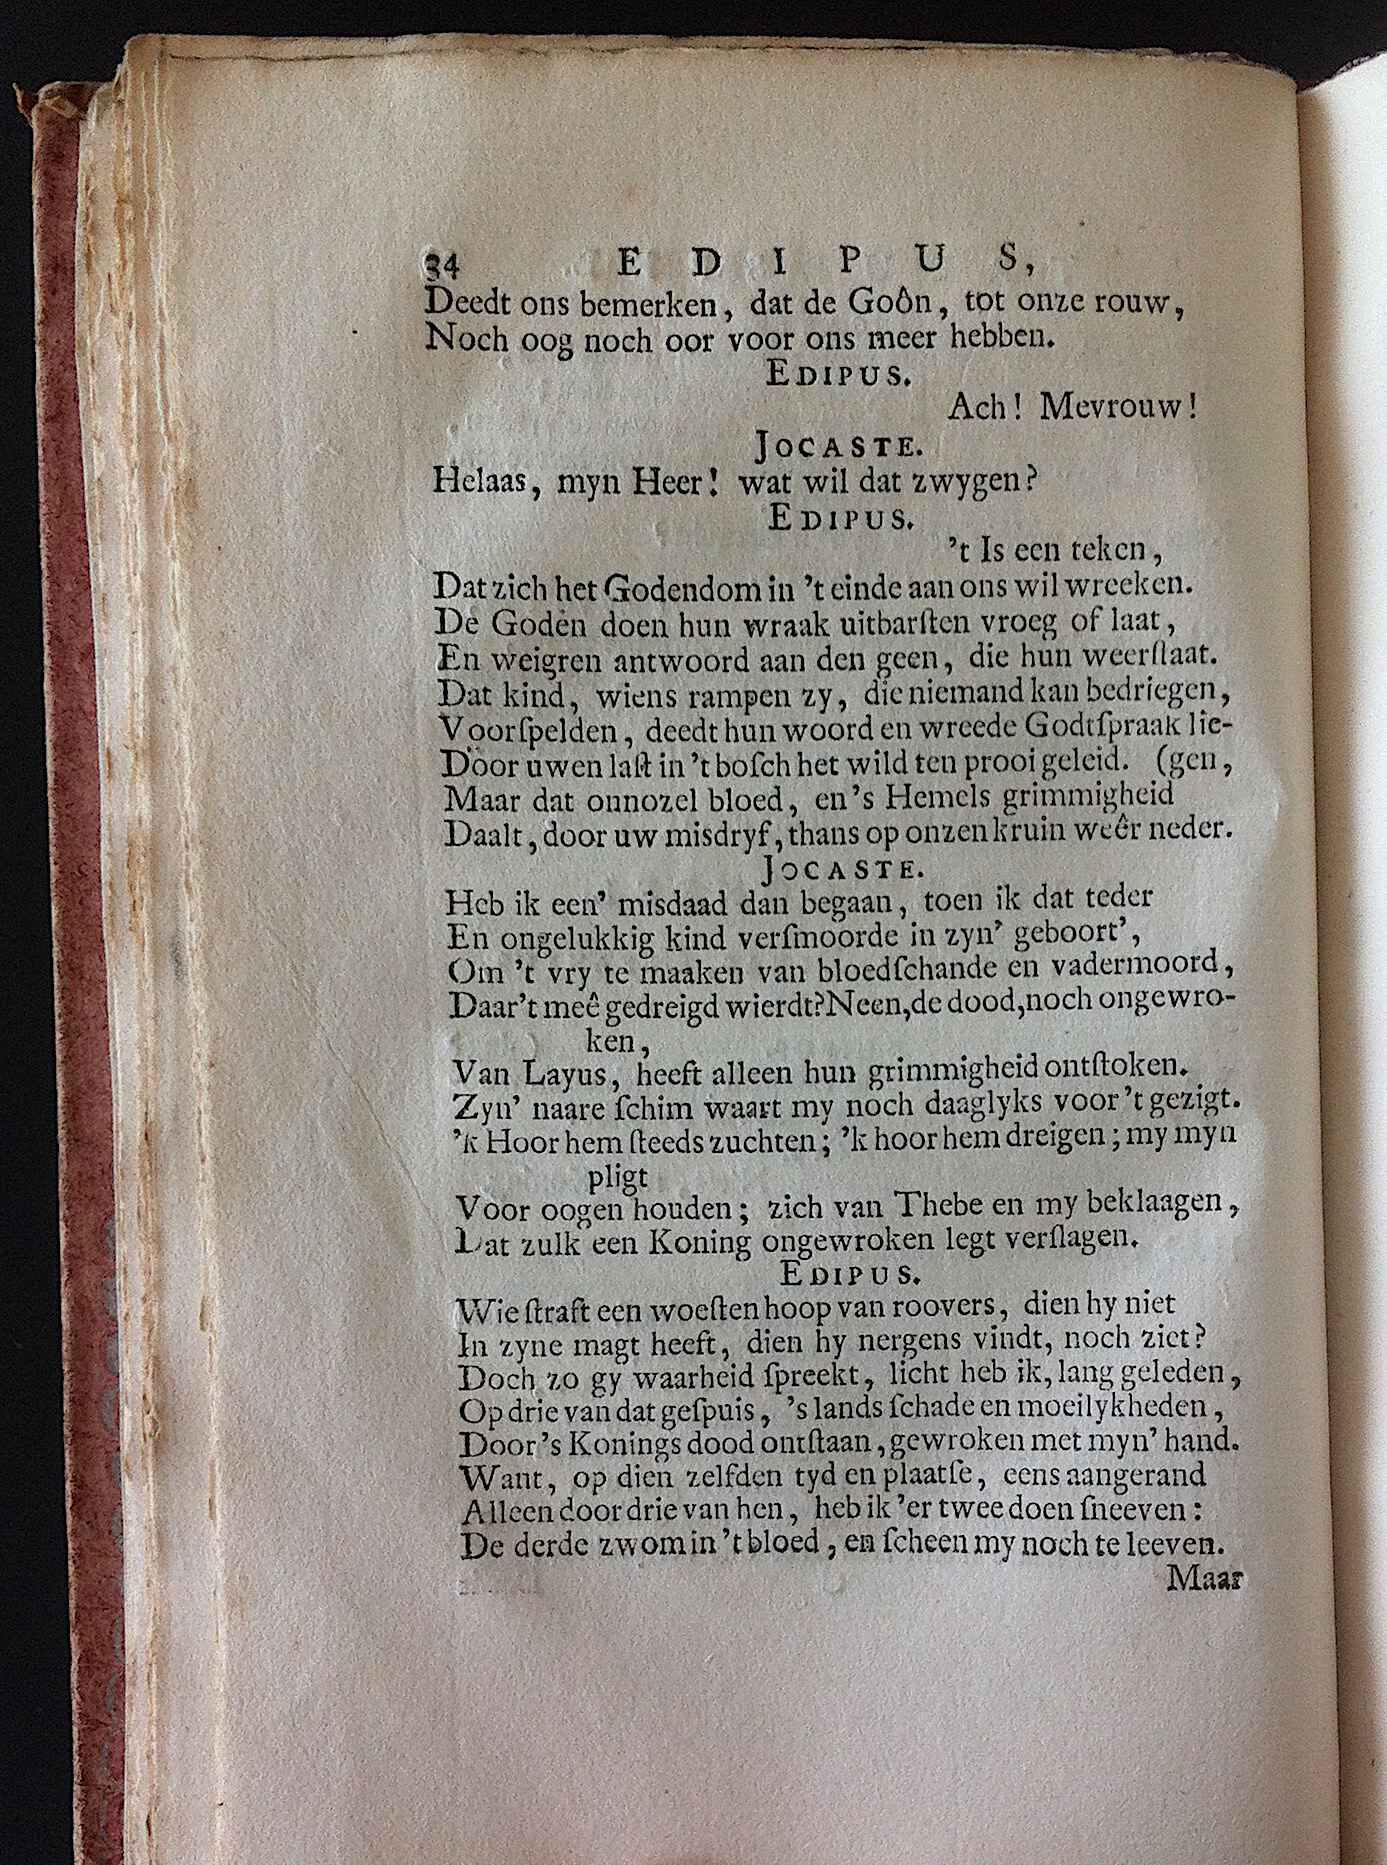 34 EDIPUS,
Deedt ons bemerken, dat de Goôn, tot onze rouw,
Noch oog noch oor voor ons meer hebben.
EDIPUS.
Ach! Mevrouw!
JOCASTE.
Helaas, myn Heer! wat wil dat zwygen?
EDIPUS.
't Is een teken,
Dat zich het Godendom in 't einde aan ons wil wreeken.
De Goden doen hun wraak uitbarſten vroeg of laat,
En weigren antwoord aan den geen, die hun weerſlaat.
Dat kind, wiens rampen zy, die niemand kan bedriegen,
Voorſpelden, deedt hun woord en wreede Godtſpraak lie-
Door uwen laſt in 't boſch het wild ten prooi geleid. (gen,
Maar dat onnozel bloed, en 's Hemels grimmigheid
Daalt, door uw misdryf, thans op onzen kruin weêr neder.
JOCASTE.
Heb ik een' misdaad dan begaan, toen ik dat teder
En ongelukkig kind verſmoorde in zyn' geboort',
Om 't vry te maaken van bloedſchande en vadermoord,
Daar 't meê gedreigd wierdt? Neen, de dood, noch ongewro-
ken,
Van Layus, heeft alleen hun grimmigheid ontſtoken.
Zyn' naare ſchim waart my noch daaglyks voor 't gezigt.
'k Hoor hem ſteeds zuchten; 'k hoor hem dreigen; my myn
pligt
Voor oogen houden; zich van Thebe en my beklaagen,
Dat zulk een Koning ongewroken legt verſlagen.
EDIPUS.
Wie ſtraft een woeſten hoop van roovers, dien hy niet
In zyne magt heeft, dien hy nergens vindt, noch ziet?
Doch zo gy waarheid ſpreekt, licht heb ik, lang geleden,
Op drie van dat geſpuis, 's lands ſchade en moeilykheden,
Door 's Konings dood ontſtaan, gewroken met myn' hand.
Want, op dien zelfden tyd en plaatſe, eens aangerand
Alleen door drie van hen, heb ik 'er twee doen ſneeven:
De derde zwom in 't bloed, en ſcheen my noch te leeven.
Maar